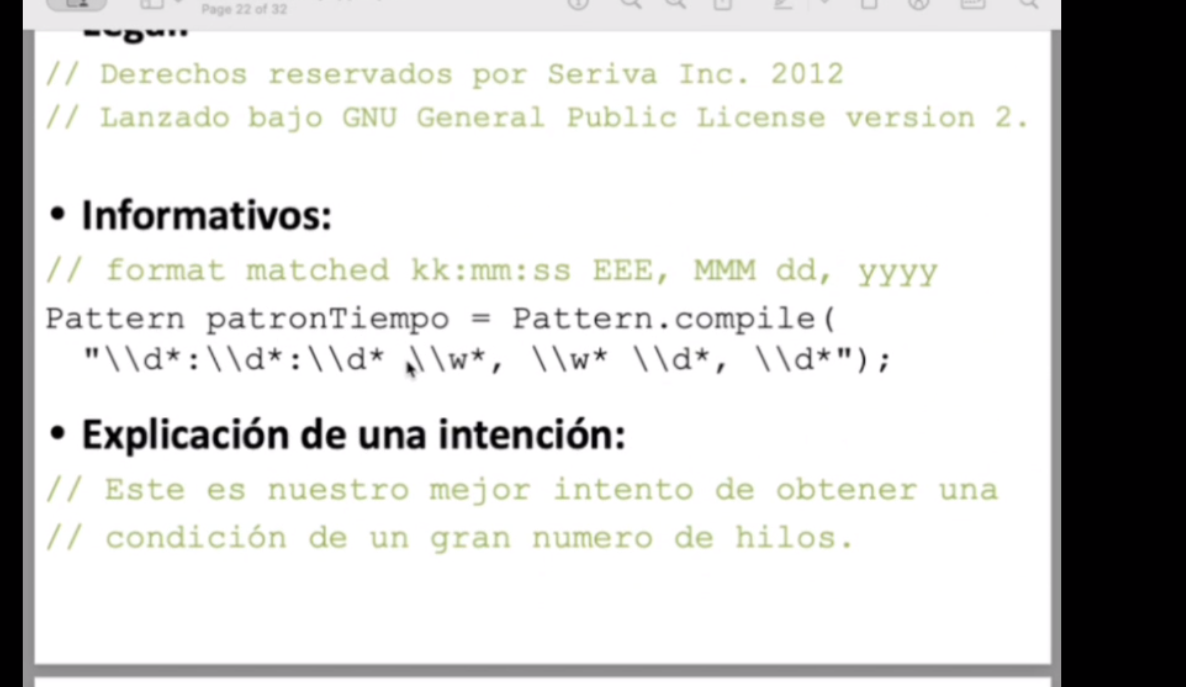 Page 22 of 32
// Derechos reservados por Seriva Inc. 2012
// Lanzado bajo GNU General Public License version 2.
• Informativos:
// format matched kk:mm:ss EEE, MMM dd, yyyy
Pattern patronTiempo = Pattern.compile(
"\\d*:\\d*:\\d* \\w*, \\w* \\d*, \\d*");
• Explicación de una intención:
// Este es nuestro mejor intento de obtener una
// condición de un gran numero de hilos.